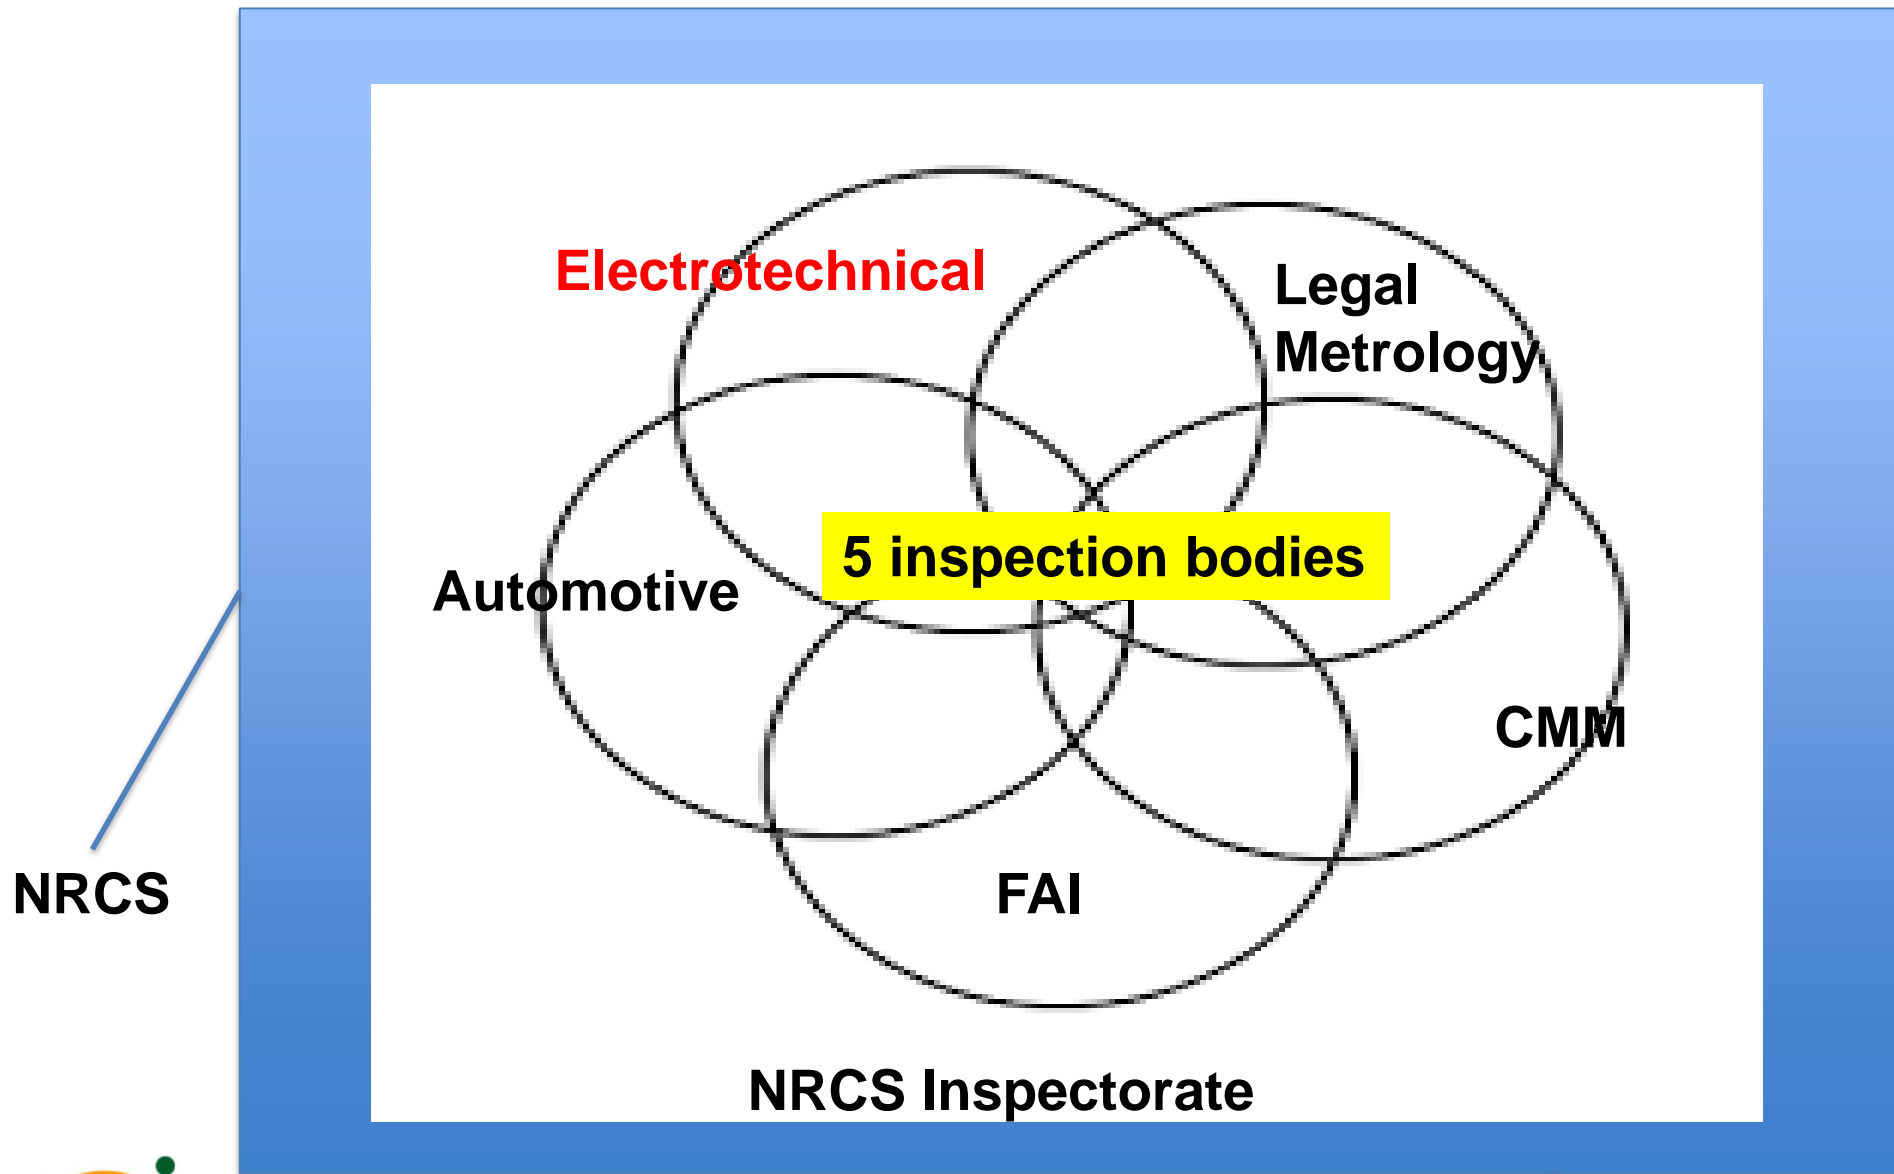 Electrotechnical
Legal
Metrology
5 inspection bodies
Automotive
CMM
FAI
NRCS
NRCS Inspectorate